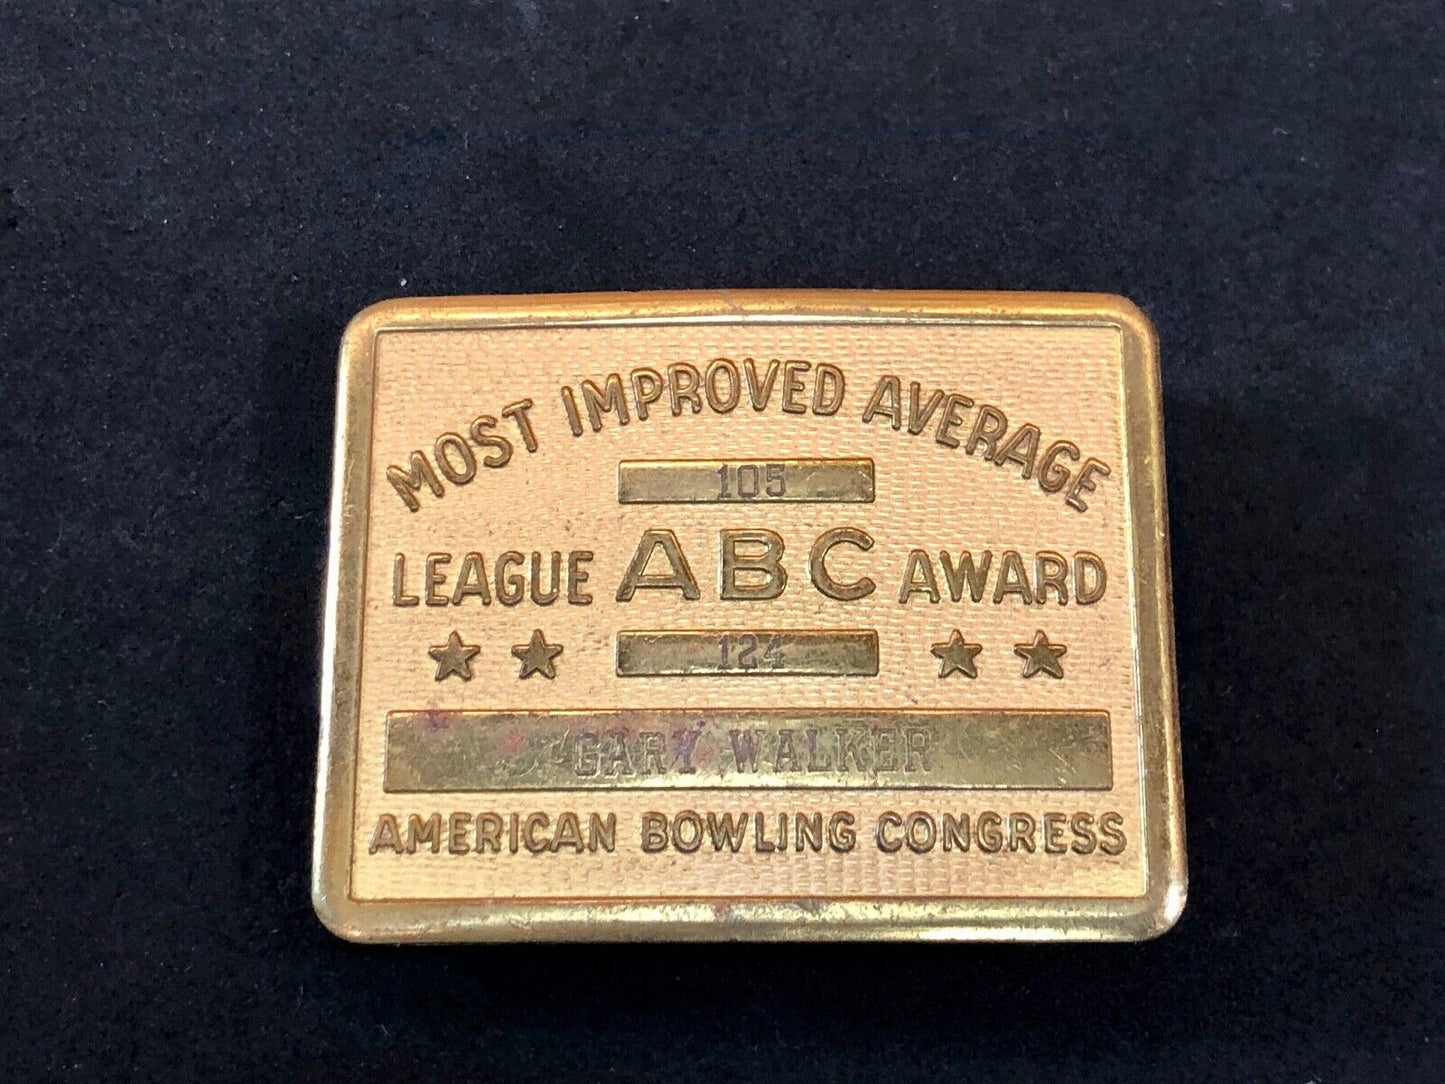 MOST IMPROVED AVERAGE
105
LEAGUE ABC AWARD
124
GARY WALKER
AMERICAN BOWLING CONGRESS